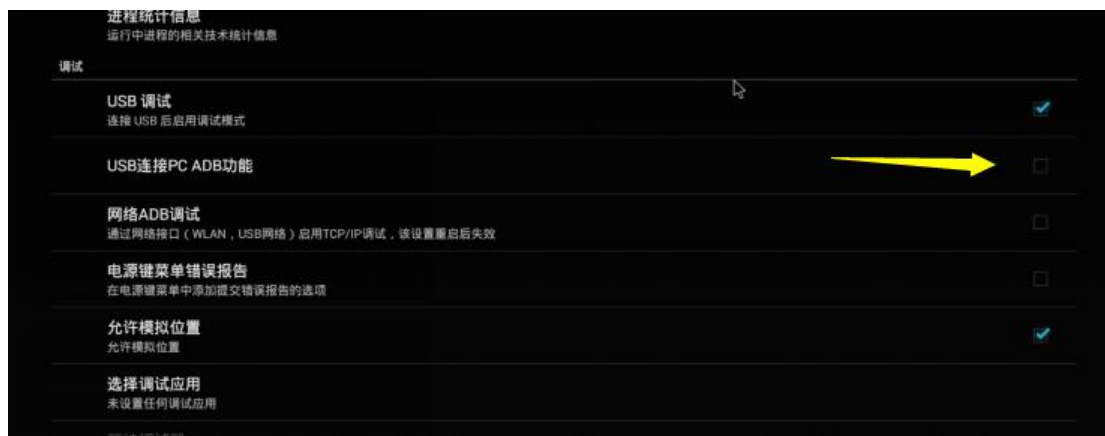 进程统计信息
运行中进程的相关技术统计信息
调试
USB 调试
连接 USB 后启用调试模式
USB连接PC ADB功能
网络ADB调试
通过网络接口（WLAN，USB网络）启用TCP/IP调试，该设置重启后失效
电源键菜单错误报告
在电源键菜单中添加提交错误报告的选项
允许模拟位置
允许模拟位置
选择调试应用
未设置任何调试应用